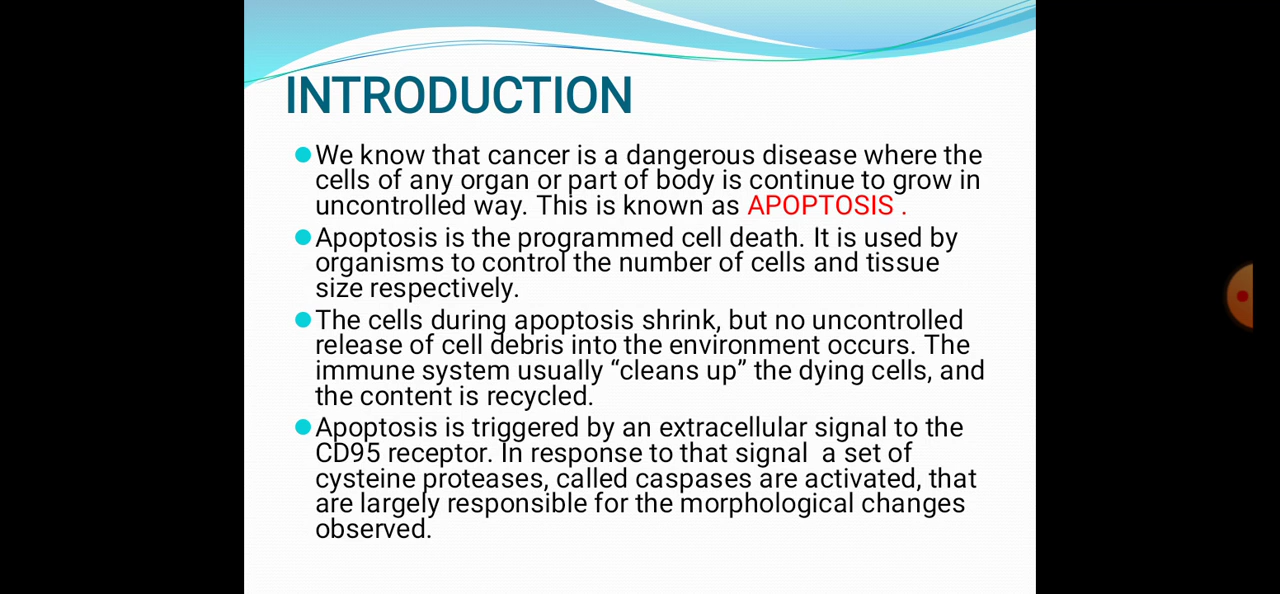 INTRODUCTION
We know that cancer is a dangerous disease where the
cells of any organ or part of body is continue to grow in
uncontrolled way. This is known as APOPTOSIS .
Apoptosis is the programmed cell death. It is used by
organisms to control the number of cells and tissue
size respectively.
The cells during apoptosis shrink, but no uncontrolled
release of cell debris into the environment occurs. The
immune system usually “cleans up” the dying cells, and
the content is recycled.
Apoptosis is triggered by an extracellular signal to the
CD95 receptor. In response to that signal  a set of
cysteine proteases, called caspases are activated, that
are largely responsible for the morphological changes
observed.